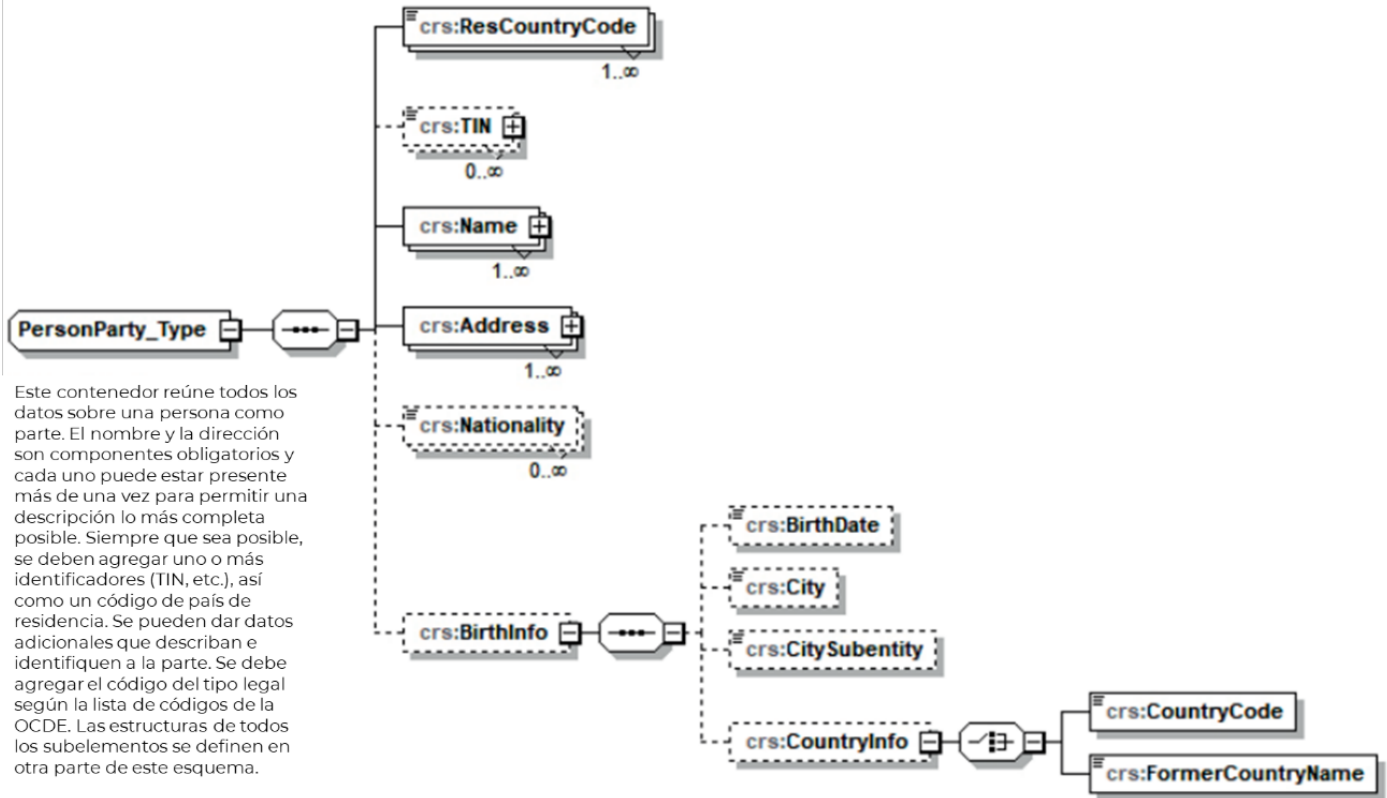 crs:ResCountryCode
1..∞
crs:TIN
0..∞
crs:Name
1..∞
PersonParty_Type
crs:Address
1..∞
Este contenedor reúne todos los
datos sobre una persona como
parte. El nombre y la dirección
son componentes obligatorios y
cada uno puede estar presente
más de una vez para permitir una
descripción lo más completa
posible. Siempre que sea posible,
se deben agregar uno o más
identificadores (TIN, etc.), así
como un código de país de
residencia. Se pueden dar datos
adicionales que describan e
identifiquen a la parte. Se debe
agregar el código del tipo legal
según la lista de códigos de la
OCDE. Las estructuras de todos
los subelementos se definen en
otra parte de este esquema.
crs:Nationality
0..∞
crs:BirthInfo
crs:BirthDate
crs:City
crs:CitySubentity
crs:CountryInfo
crs:CountryCode
crs:FormerCountryName